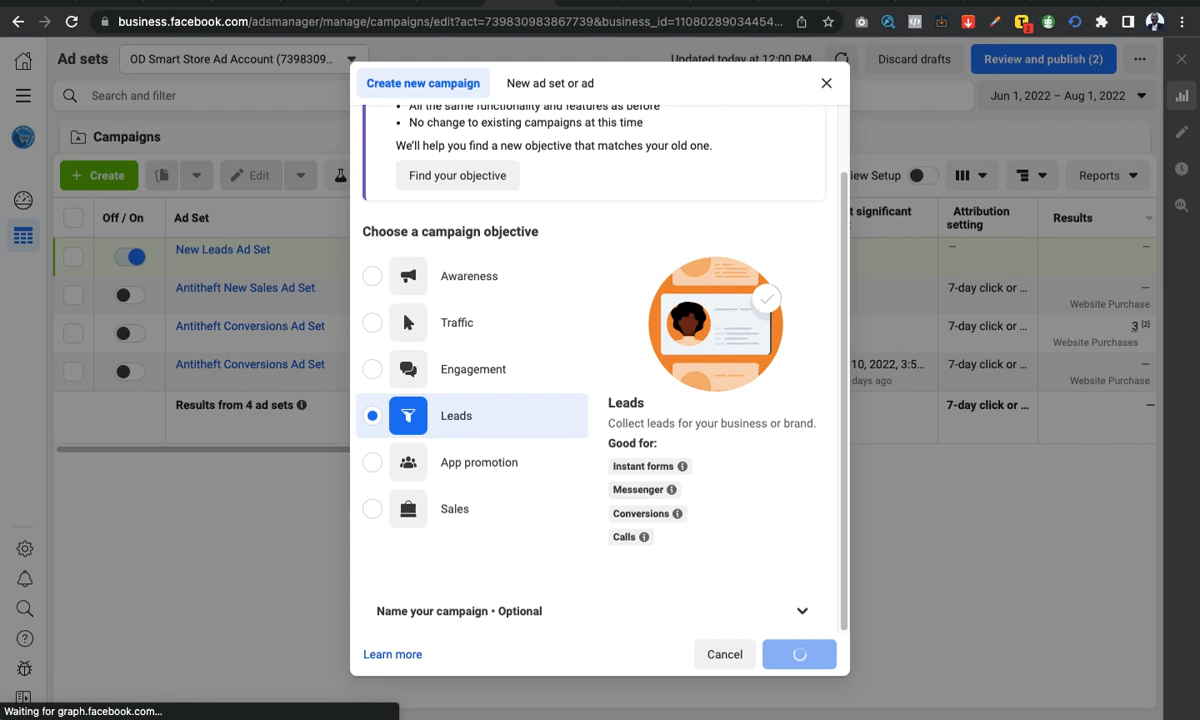 business.facebook.com/adsmanager/manage/campaigns/edit?act=739830983867739&business_id=11080289034454...
2
Ad sets
OD Smart Store Ad Account (7398309...
Updated today at 12:00 PM
Discard drafts
Review and publish (2)
Search and filter
Jun 1, 2022 – Aug 1, 2022
Campaigns
+ Create
Edit
iew Setup
Reports
Off / On
Ad Set
t significant
Attribution
setting
Results
New Leads Ad Set
—
—
Antitheft New Sales Ad Set
7-day click or ...
—
Website Purchase
Antitheft Conversions Ad Set
7-day click or ...
3 [2]
Website Purchases
Antitheft Conversions Ad Set
10, 2022, 3:5...
days ago
7-day click or ...
—
Website Purchase
Results from 4 ad sets
7-day click or ...
—
Create new campaign
New ad set or ad
All the same functionality and features as before
No change to existing campaigns at this time
We'll help you find a new objective that matches your old one.
Find your objective
Choose a campaign objective
Awareness
Traffic
Engagement
Leads
App promotion
Sales
Leads
Collect leads for your business or brand.
Good for:
Instant forms
Messenger
Conversions
Calls
Name your campaign • Optional
Learn more
Cancel
Waiting for graph.facebook.com...